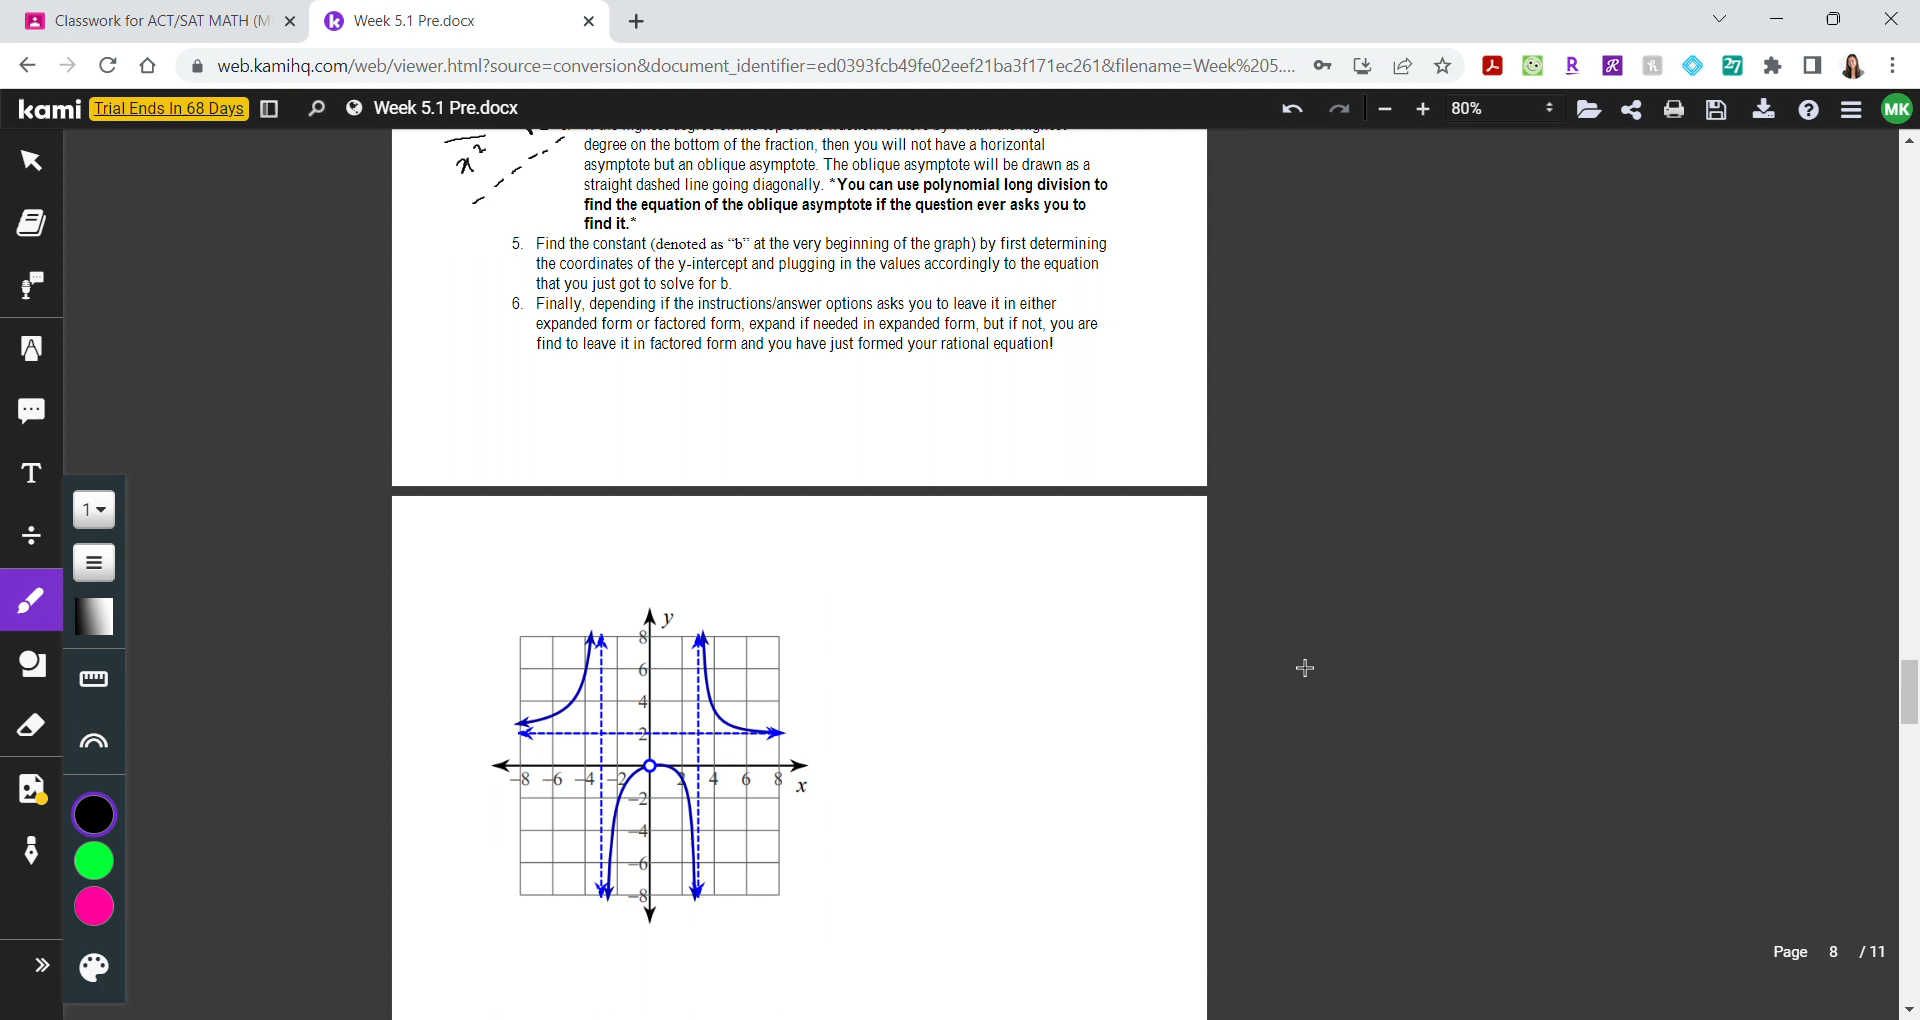 Classwork for ACT/SAT MATH (M
Week 5.1 Pre.docx
web.kamihq.com/web/viewer.html?source=conversion&document_identifier=ed0393fcb49fe02eef21ba3f171ec261&filename=Week%205....
kami Trial Ends In 68 Days Week 5.1 Pre.docx 80% MK
degree on the bottom of the fraction, then you will not have a horizontal
x²
asymptote but an oblique asymptote. The oblique asymptote will be drawn as a
straight dashed line going diagonally. *You can use polynomial long division to
find the equation of the oblique asymptote if the question ever asks you to
find it.*
5. Find the constant (denoted as “b” at the very beginning of the graph) by first determining
the coordinates of the y-intercept and plugging in the values accordingly to the equation
that you just got to solve for b.
6. Finally, depending if the instructions/answer options asks you to leave it in either
expanded form or factored form, expand if needed in expanded form, but if not, you are
find to leave it in factored form and you have just formed your rational equation!
T
1
y
8
6
4
2
-8 -6 -4 -2 2 4 6 8
x
-2
-4
-6
-8
Page 8 / 11